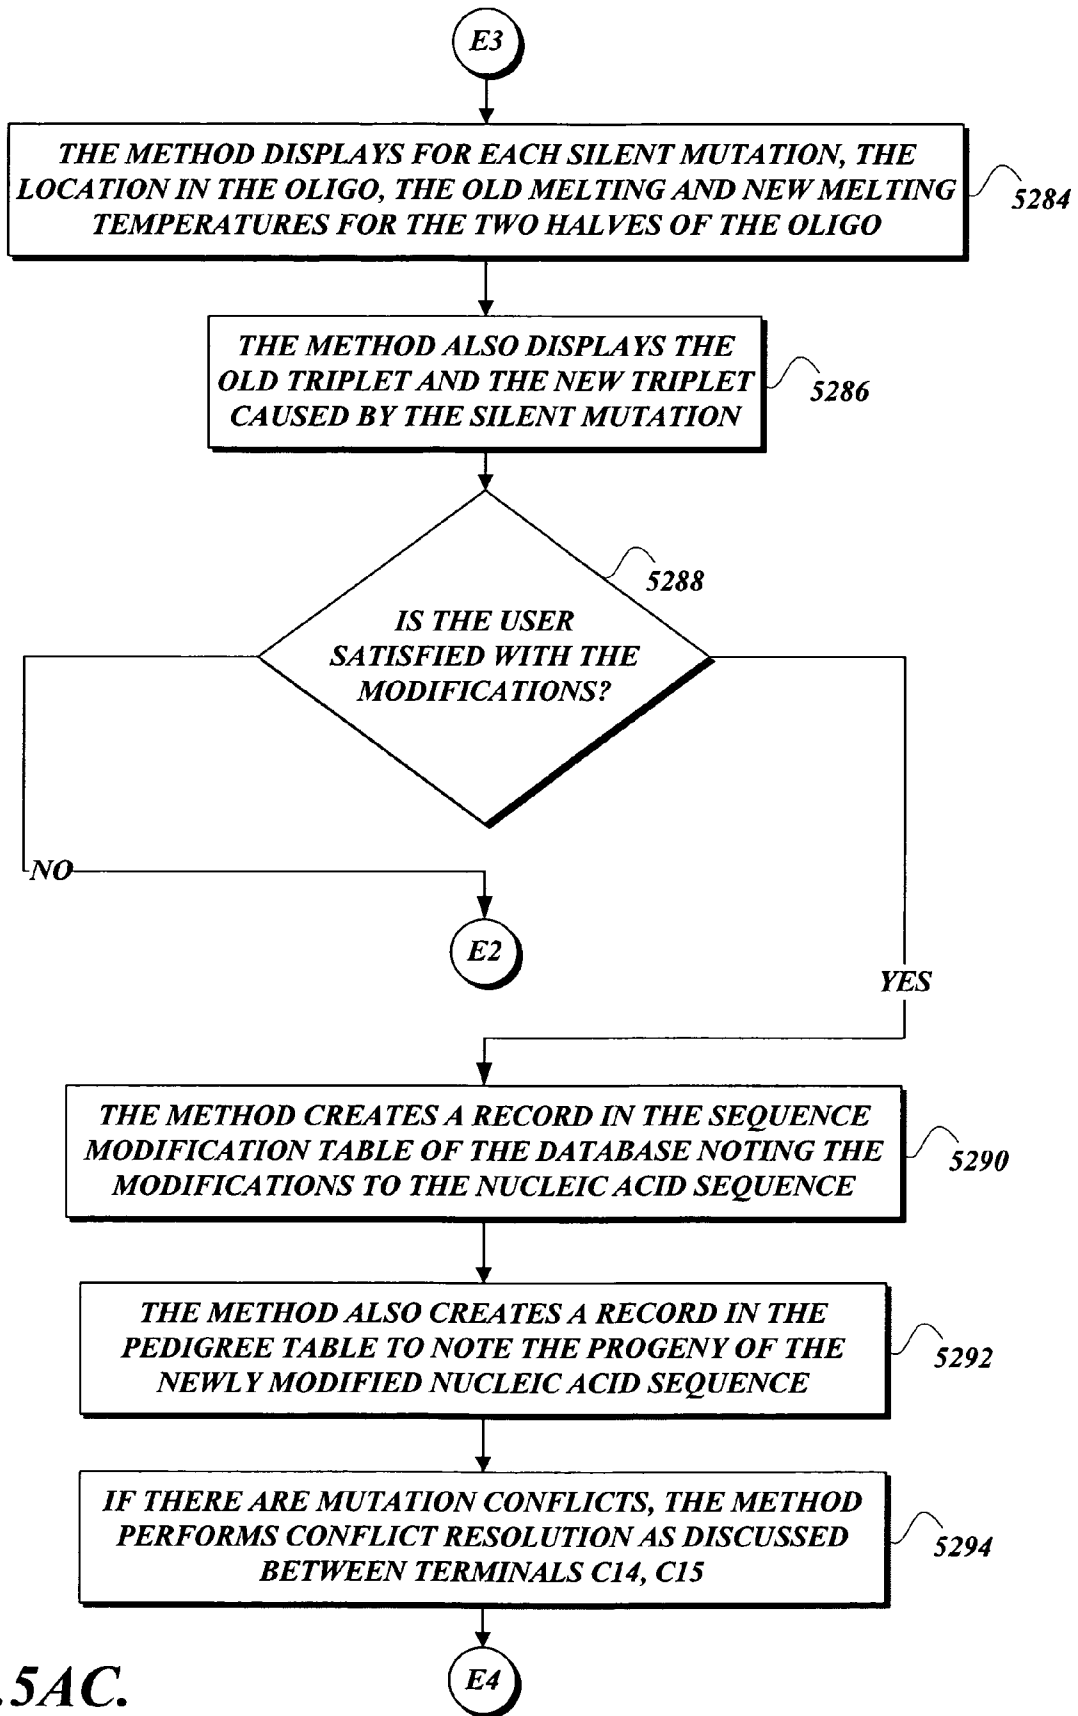 E3
THE METHOD DISPLAYS FOR EACH SILENT MUTATION, THE
LOCATION IN THE OLIGO, THE OLD MELTING AND NEW MELTING
TEMPERATURES FOR THE TWO HALVES OF THE OLIGO
5284
THE METHOD ALSO DISPLAYS THE
OLD TRIPLET AND THE NEW TRIPLET
CAUSED BY THE SILENT MUTATION
5286
5288
IS THE USER
SATISFIED WITH THE
MODIFICATIONS?
NO
E2
YES
THE METHOD CREATES A RECORD IN THE SEQUENCE
MODIFICATION TABLE OF THE DATABASE NOTING THE
MODIFICATIONS TO THE NUCLEIC ACID SEQUENCE
5290
THE METHOD ALSO CREATES A RECORD IN THE
PEDIGREE TABLE TO NOTE THE PROGENY OF THE
NEWLY MODIFIED NUCLEIC ACID SEQUENCE
5292
IF THERE ARE MUTATION CONFLICTS, THE METHOD
PERFORMS CONFLICT RESOLUTION AS DISCUSSED
BETWEEN TERMINALS C14, C15
5294
E4
.5AC.